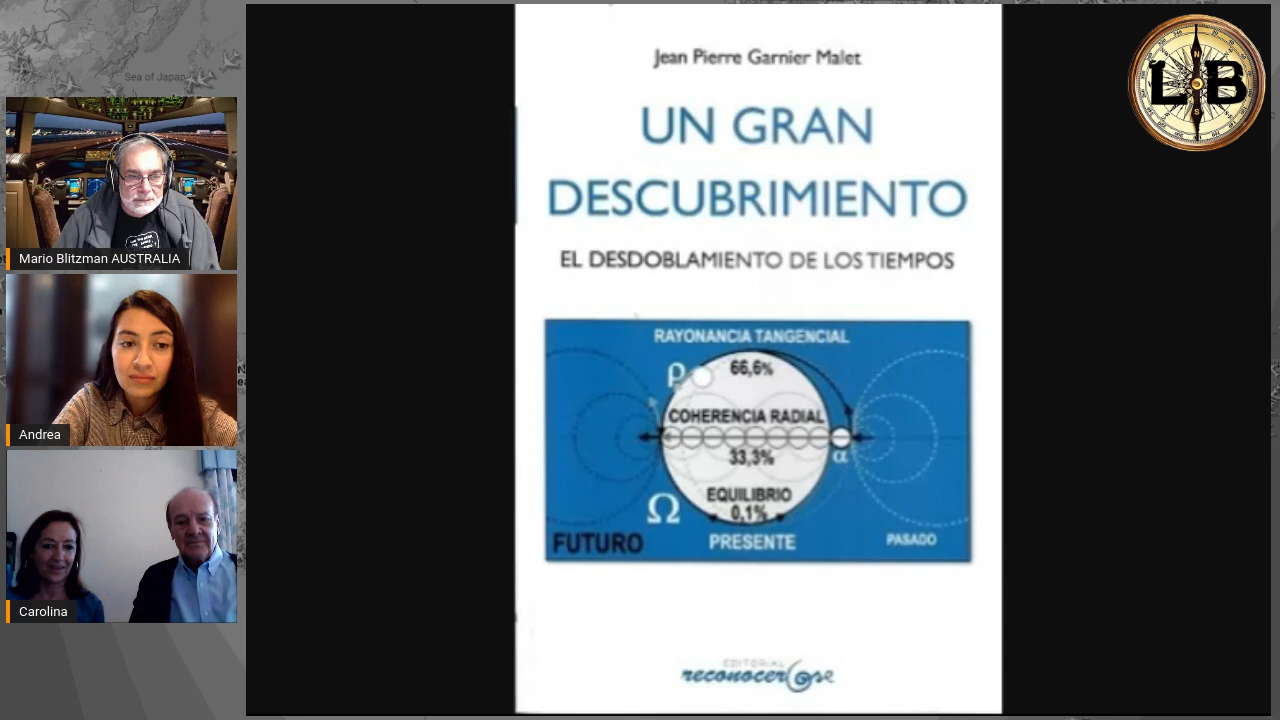 Sea of Japan
Mario Blitzman AUSTRALIA
Andrea
Carolina
Jean Pierre Garnier Malet
UN GRAN
DESCUBRIMIENTO
EL DESDOBLAMIENTO DE LOS TIEMPOS
RAYONANCIA TANGENCIAL
66,6%
ρ
COHERENCIA RADIAL
33,3%
α
EQUILIBRIO
0,1%
Ω
FUTURO
PRESENTE
PASADO
EDITORIAL
reconocerse
L B